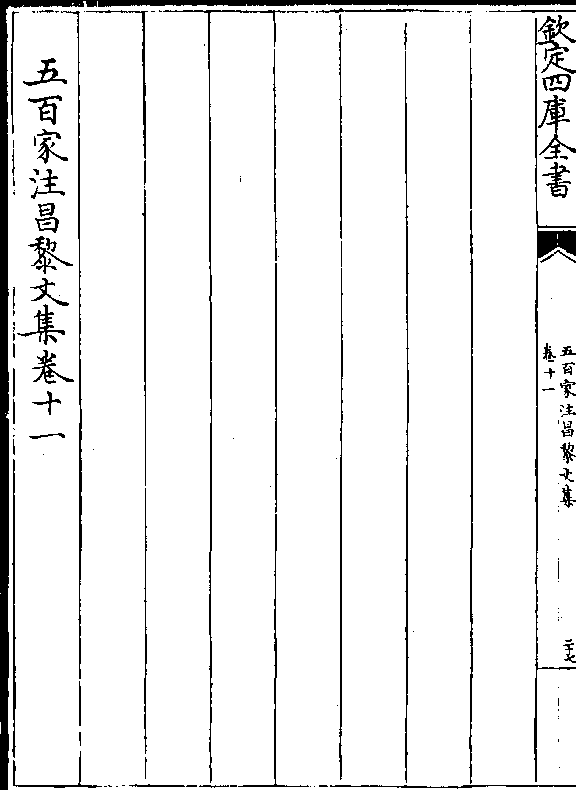 欽定四庫全書
五百家注昌黎文集
卷十一
二十七
五百家注昌黎文集卷十一